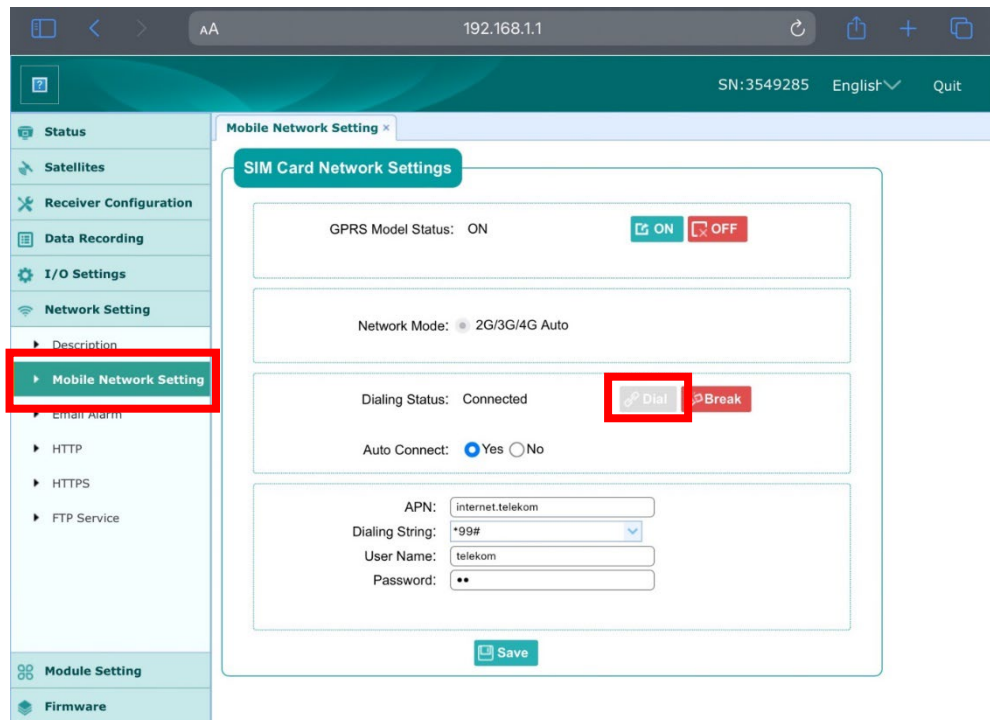 AA 192.168.1.1
SN:3549285 English Quit
Status
Satellites
Receiver Configuration
Data Recording
I/O Settings
Network Setting
Description
Mobile Network Setting
Email Alarm
HTTP
HTTPS
FTP Service
Module Setting
Firmware
Mobile Network Setting ×
SIM Card Network Settings
GPRS Model Status: ON ON OFF
Network Mode: 2G/3G/4G Auto
Dialing Status: Connected Dial Break
Auto Connect: Yes No
APN: internet.telekom
Dialing String: *99#
User Name: telekom
Password: ••
Save